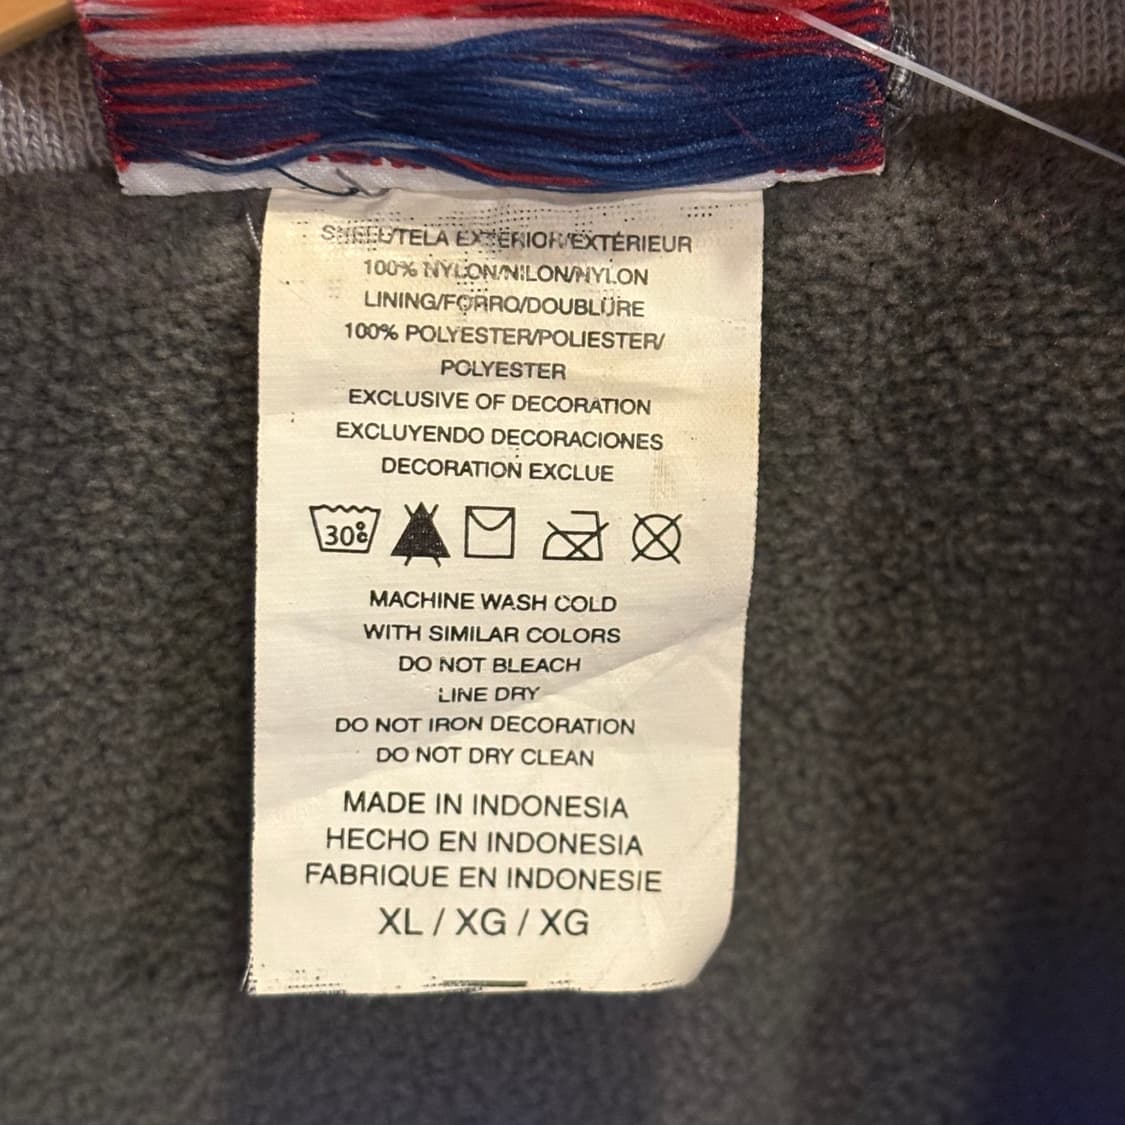 SHELL/TELA EXTERIOR/EXTÉRIEUR
100% NYLON/NILON/NYLON
LINING/FORRO/DOUBLURE
100% POLYESTER/POLIESTER/
POLYESTER
EXCLUSIVE OF DECORATION
EXCLUYENDO DECORACIONES
DECORATION EXCLUE
30
MACHINE WASH COLD
WITH SIMILAR COLORS
DO NOT BLEACH
LINE DRY
DO NOT IRON DECORATION
DO NOT DRY CLEAN
MADE IN INDONESIA
HECHO EN INDONESIA
FABRIQUE EN INDONESIE
XL / XG / XG